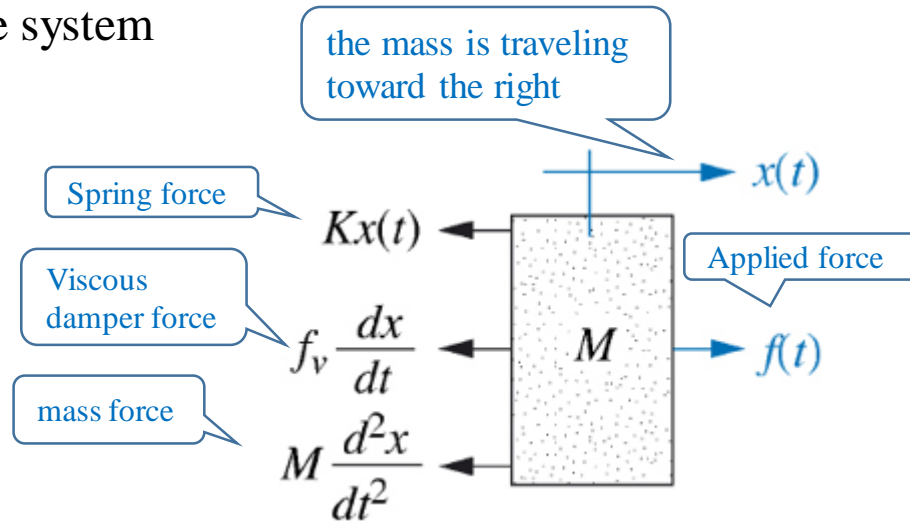 e system
the mass is traveling
toward the right
x(t)
Spring force
Kx(t)
Applied force
Viscous
damper force
f_v dx/dt
M
f(t)
mass force
M d²x/dt²